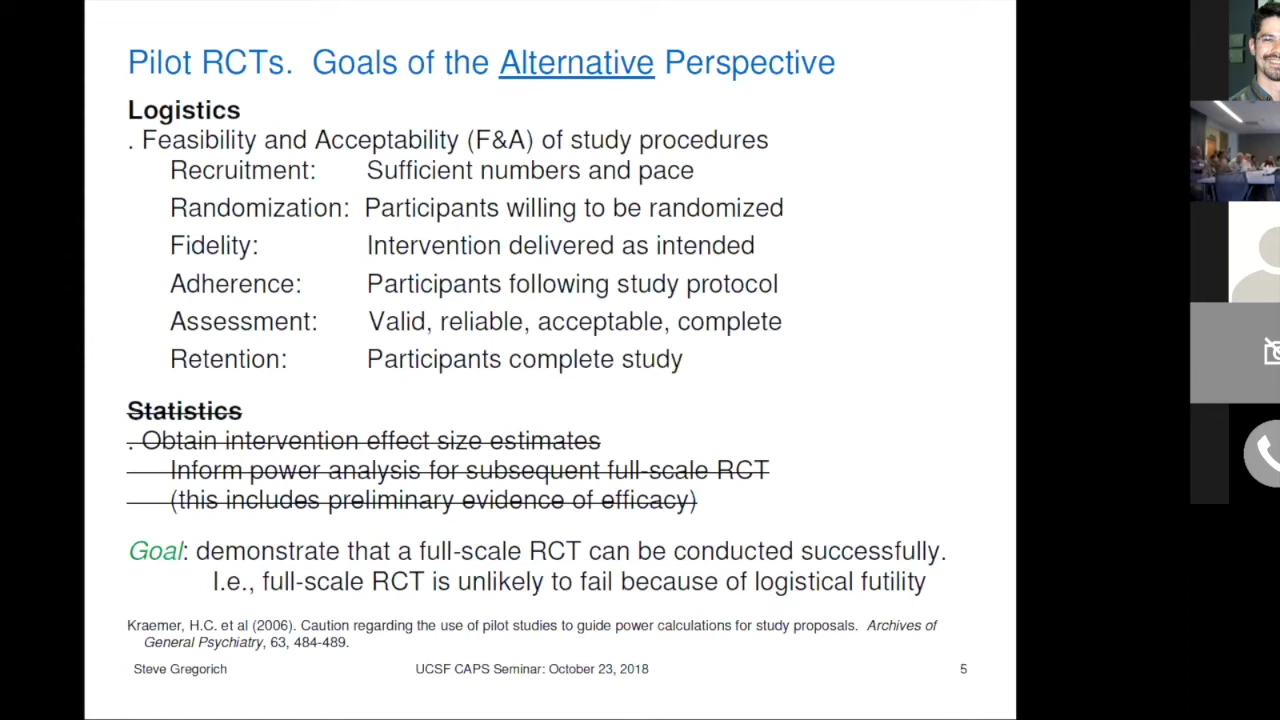 Pilot RCTs. Goals of the Alternative Perspective
Logistics
. Feasibility and Acceptability (F&A) of study procedures
Recruitment: Sufficient numbers and pace
Randomization: Participants willing to be randomized
Fidelity: Intervention delivered as intended
Adherence: Participants following study protocol
Assessment: Valid, reliable, acceptable, complete
Retention: Participants complete study
Statistics
. Obtain intervention effect size estimates
Inform power analysis for subsequent full-scale RCT
(this includes preliminary evidence of efficacy)
Goal: demonstrate that a full-scale RCT can be conducted successfully.
I.e., full-scale RCT is unlikely to fail because of logistical futility
Kraemer, H.C. et al (2006). Caution regarding the use of pilot studies to guide power calculations for study proposals. Archives of
General Psychiatry, 63, 484-489.
Steve Gregorich UCSF CAPS Seminar: October 23, 2018 5